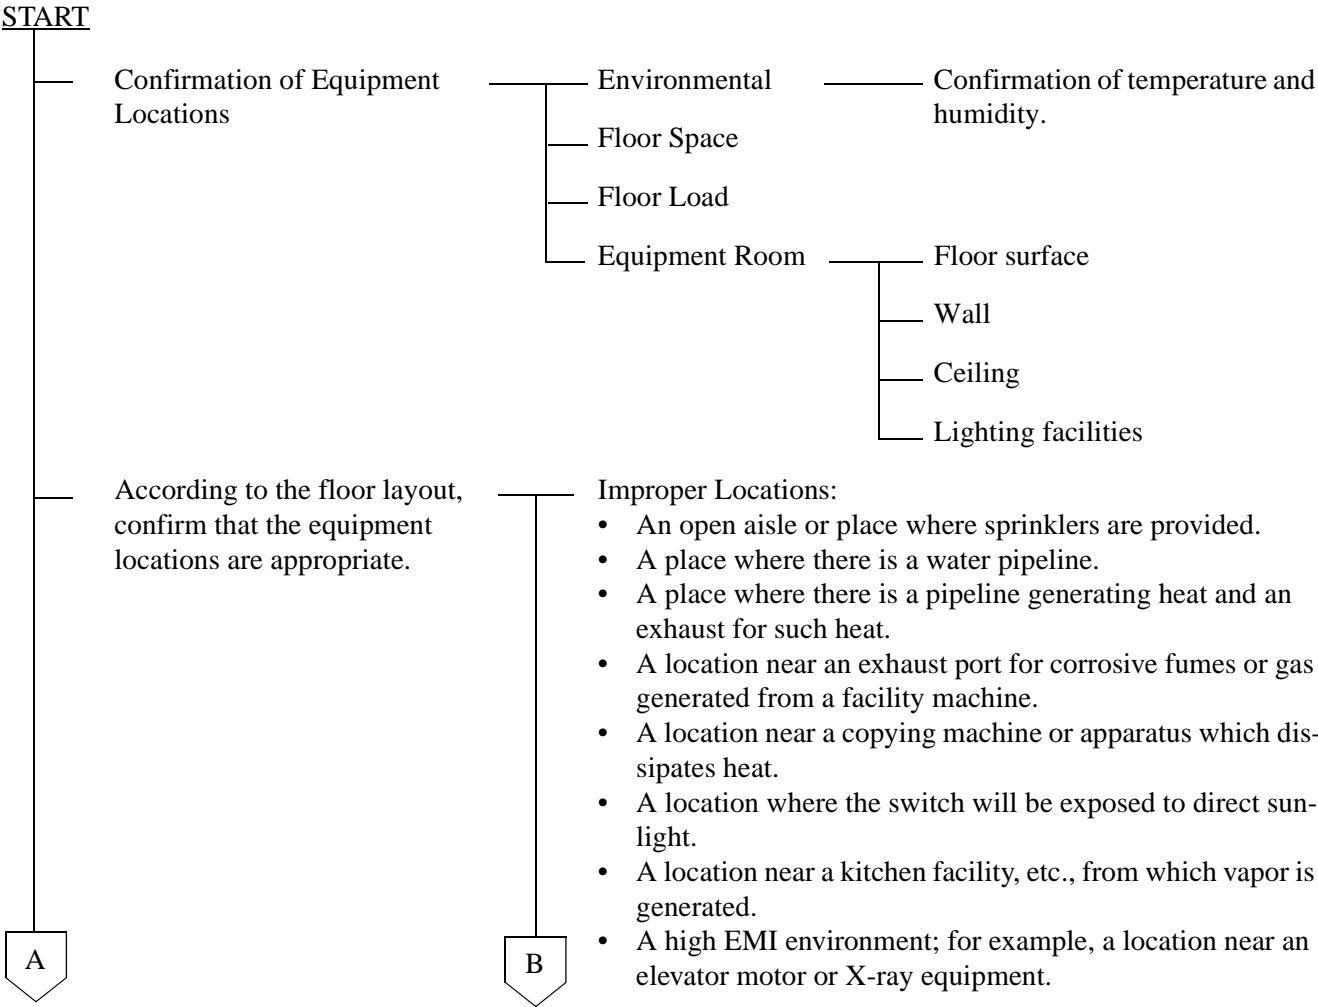 START
Confirmation of Equipment
Locations
Environmental
Confirmation of temperature and
humidity.
Floor Space
Floor Load
Equipment Room
Floor surface
Wall
Ceiling
Lighting facilities
According to the floor layout,
confirm that the equipment
locations are appropriate.
Improper Locations:
• An open aisle or place where sprinklers are provided.
• A place where there is a water pipeline.
• A place where there is a pipeline generating heat and an
exhaust for such heat.
• A location near an exhaust port for corrosive fumes or gas
generated from a facility machine.
• A location near a copying machine or apparatus which dis-
sipates heat.
• A location where the switch will be exposed to direct sun-
light.
• A location near a kitchen facility, etc., from which vapor is
generated.
• A high EMI environment; for example, a location near an
elevator motor or X-ray equipment.
A
B